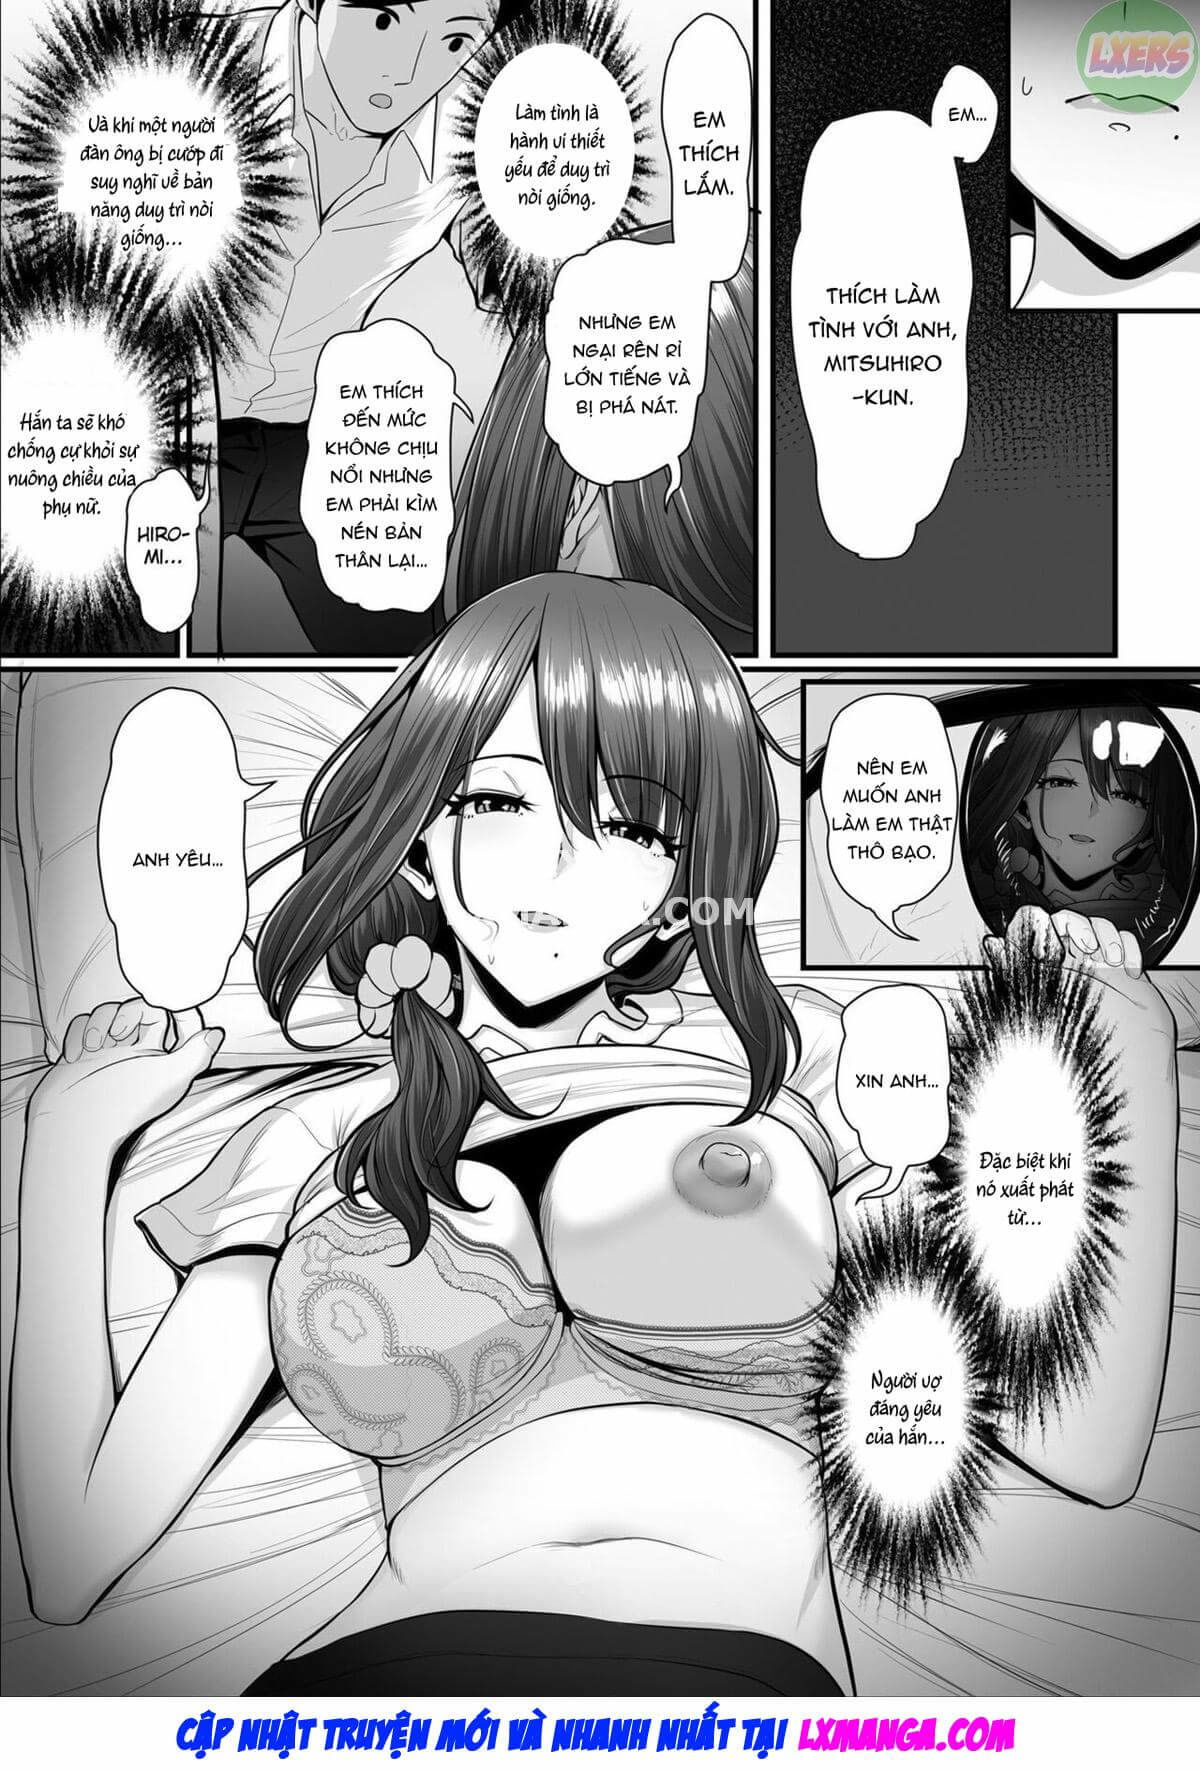 EM...
THÍCH LÀM
TÌNH VỚI ANH,
MITSUHIRO
-KUN.
EM
THÍCH
LẮM.
NHƯNG EM
NGẠI RÊN RỈ
LỚN TIẾNG VÀ
BỊ PHÁ NÁT.
Làm tình là
hành vi thiết
yếu để duy trì
nòi giống.
EM THÍCH
ĐẾN MỨC
KHÔNG CHỊU
NỔI NHƯNG
EM PHẢI KÌM
NÉN BẢN
THÂN LẠI...
Và khi một người
đàn ông bị cướp đi
suy nghĩ về bản
năng duy trì nòi
giống...
Hắn ta sẽ khó
chống cự khỏi sự
nuông chiều của
phụ nữ.
HIRO-
MI...
NÊN EM
MUỐN ANH
LÀM EM THẬT
THÔ BẠO.
ANH YÊU...
XIN ANH...
Đặc biệt khi
nó xuất phát
từ...
Người vợ
đáng yêu
của hắn...
LXERS
CẬP NHẬT TRUYỆN MỚI VÀ NHANH NHẤT TẠI LXMANGA.COM